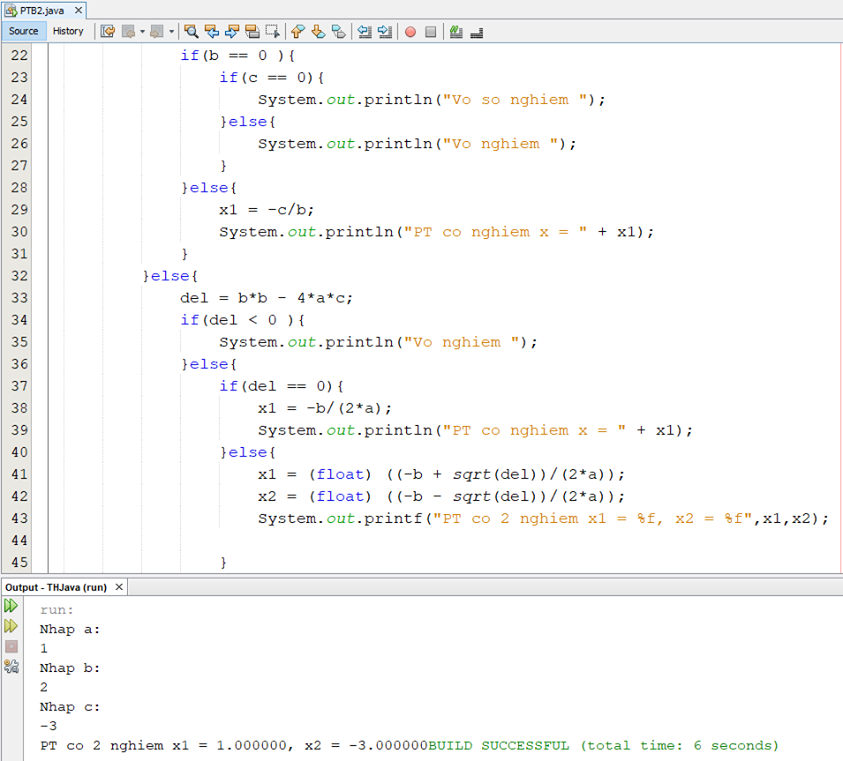 PTB2.java
Source History
22 if(b == 0 ){
23 if(c == 0){
24 System.out.println("Vo so nghiem ");
25 }else{
26 System.out.println("Vo nghiem ");
27 }
28 }else{
29 x1 = -c/b;
30 System.out.println("PT co nghiem x = " + x1);
31 }
32 }else{
33 del = b*b - 4*a*c;
34 if(del < 0 ){
35 System.out.println("Vo nghiem ");
36 }else{
37 if(del == 0){
38 x1 = -b/(2*a);
39 System.out.println("PT co nghiem x = " + x1);
40 }else{
41 x1 = (float) ((-b + sqrt(del))/(2*a));
42 x2 = (float) ((-b - sqrt(del))/(2*a));
43 System.out.printf("PT co 2 nghiem x1 = %f, x2 = %f",x1,x2);
44
45 }
Output - THJava (run)
run:
Nhap a:
1
Nhap b:
2
Nhap c:
-3
PT co 2 nghiem x1 = 1.000000, x2 = -3.000000BUILD SUCCESSFUL (total time: 6 seconds)